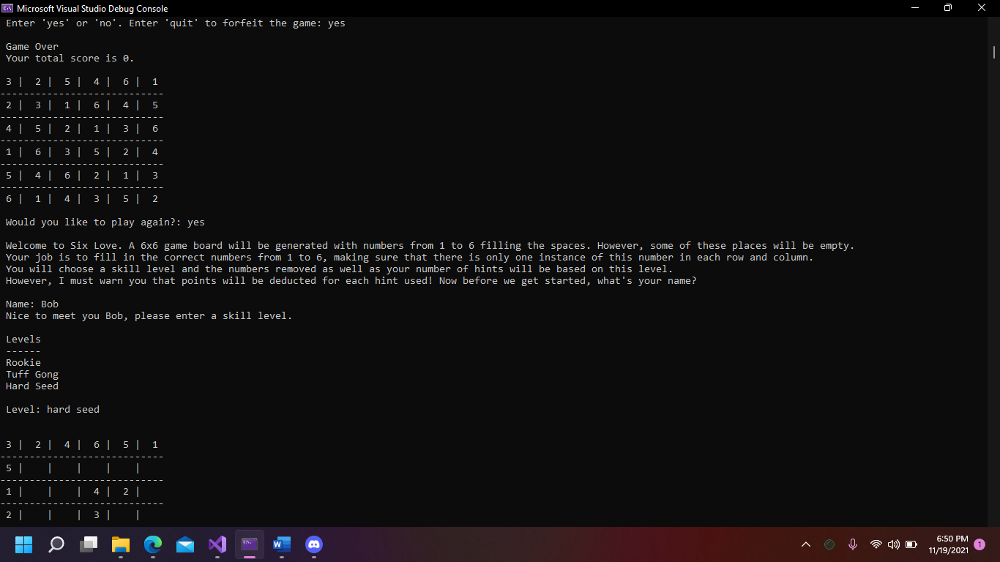 Microsoft Visual Studio Debug Console
Enter 'yes' or 'no'. Enter 'quit' to forfeit the game: yes
Game Over
Your total score is 0.
3 | 2 | 5 | 4 | 6 | 1
----------------------------
2 | 3 | 1 | 6 | 4 | 5
----------------------------
4 | 5 | 2 | 1 | 3 | 6
----------------------------
1 | 6 | 3 | 5 | 2 | 4
----------------------------
5 | 4 | 6 | 2 | 1 | 3
----------------------------
6 | 1 | 4 | 3 | 5 | 2
Would you like to play again?: yes
Welcome to Six Love. A 6x6 game board will be generated with numbers from 1 to 6 filling the spaces. However, some of these places will be empty.
Your job is to fill in the correct numbers from 1 to 6, making sure that there is only one instance of this number in each row and column.
You will choose a skill level and the numbers removed as well as your number of hints will be based on this level.
However, I must warn you that points will be deducted for each hint used! Now before we get started, what's your name?
Name: Bob
Nice to meet you Bob, please enter a skill level.
Levels
------
Rookie
Tuff Gong
Hard Seed
Level: hard seed
3 | 2 | 4 | 6 | 5 | 1
----------------------------
5 |   |   |   |   |
----------------------------
1 |   |   | 4 | 2 |
----------------------------
2 |   |   | 3 |   |
6:50 PM
11/19/2021
1